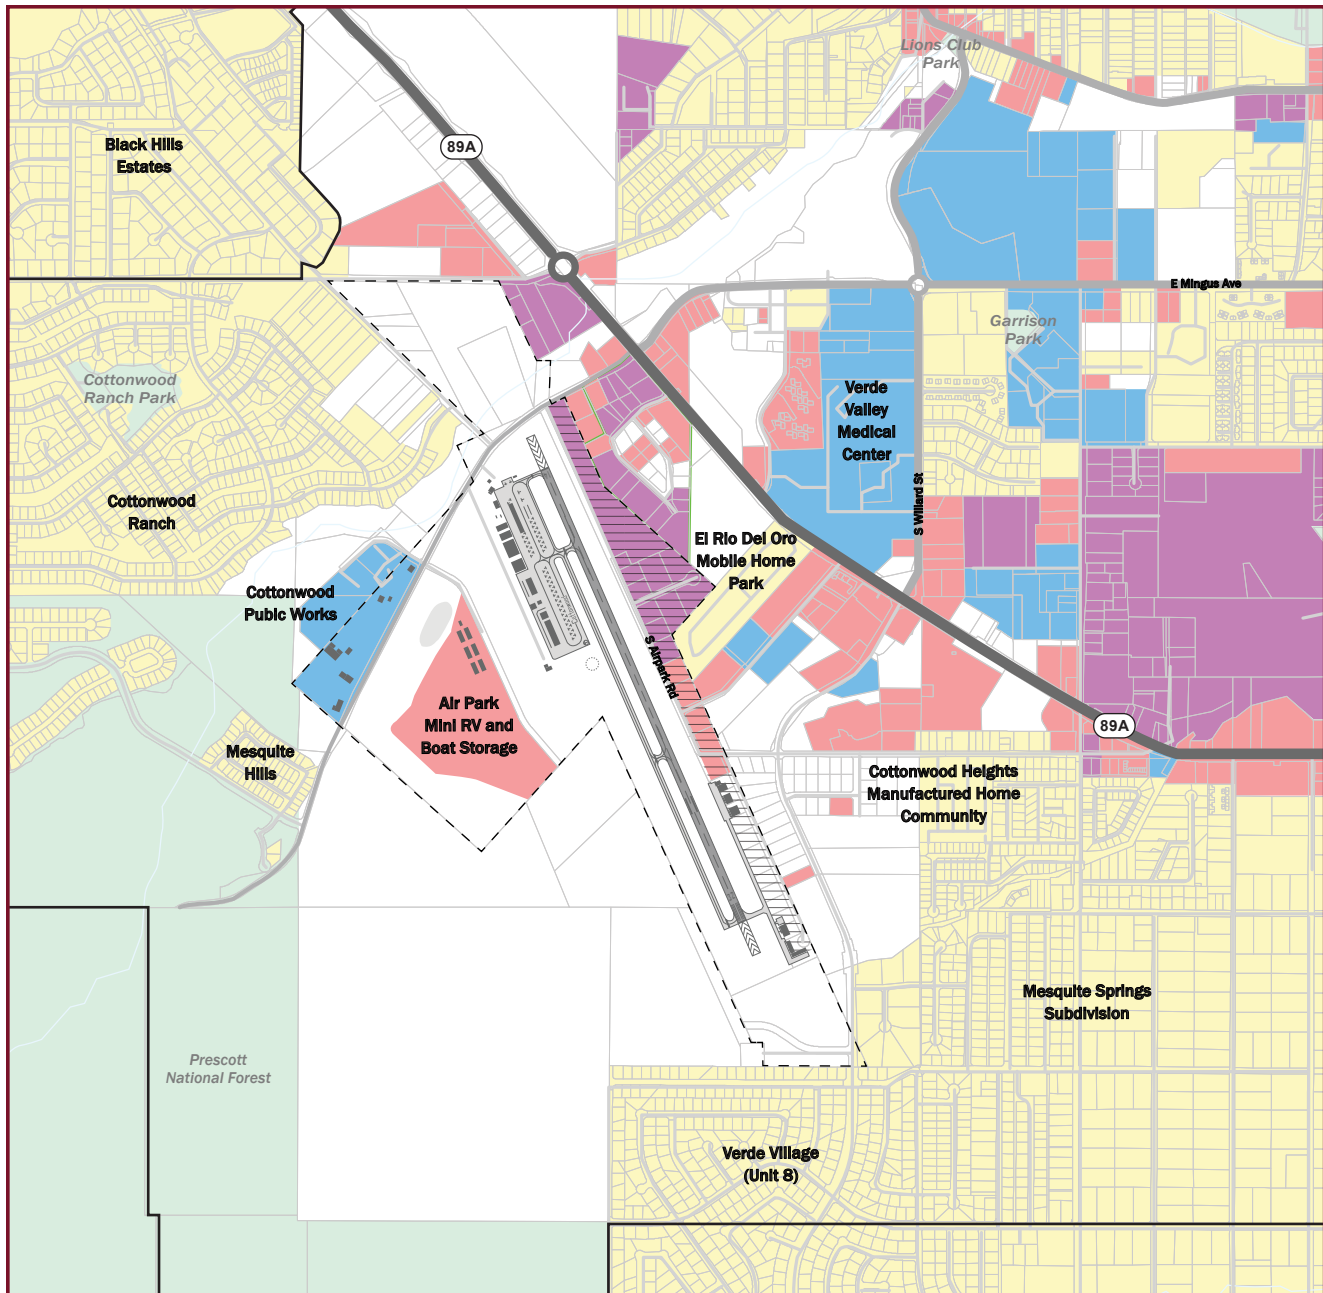 Lions Club
Park
89A
Black Hills
Estates
E Mingus Ave
Garrison
Park
Cottonwood
Ranch Park
Verde
Valley
Medical
Center
Cottonwood
Ranch
S Willard St
El Rio Del Oro
Mobile Home
Park
Cottonwood
Pubic Works
S Airpark Rd
Air Park
Mini RV and
Boat Storage
89A
Mesquite
Hills
Cottonwood Heights
Manufactured Home
Community
Mesquite Springs
Subdivision
Prescott
National Forest
Verde Village
(Unit 8)